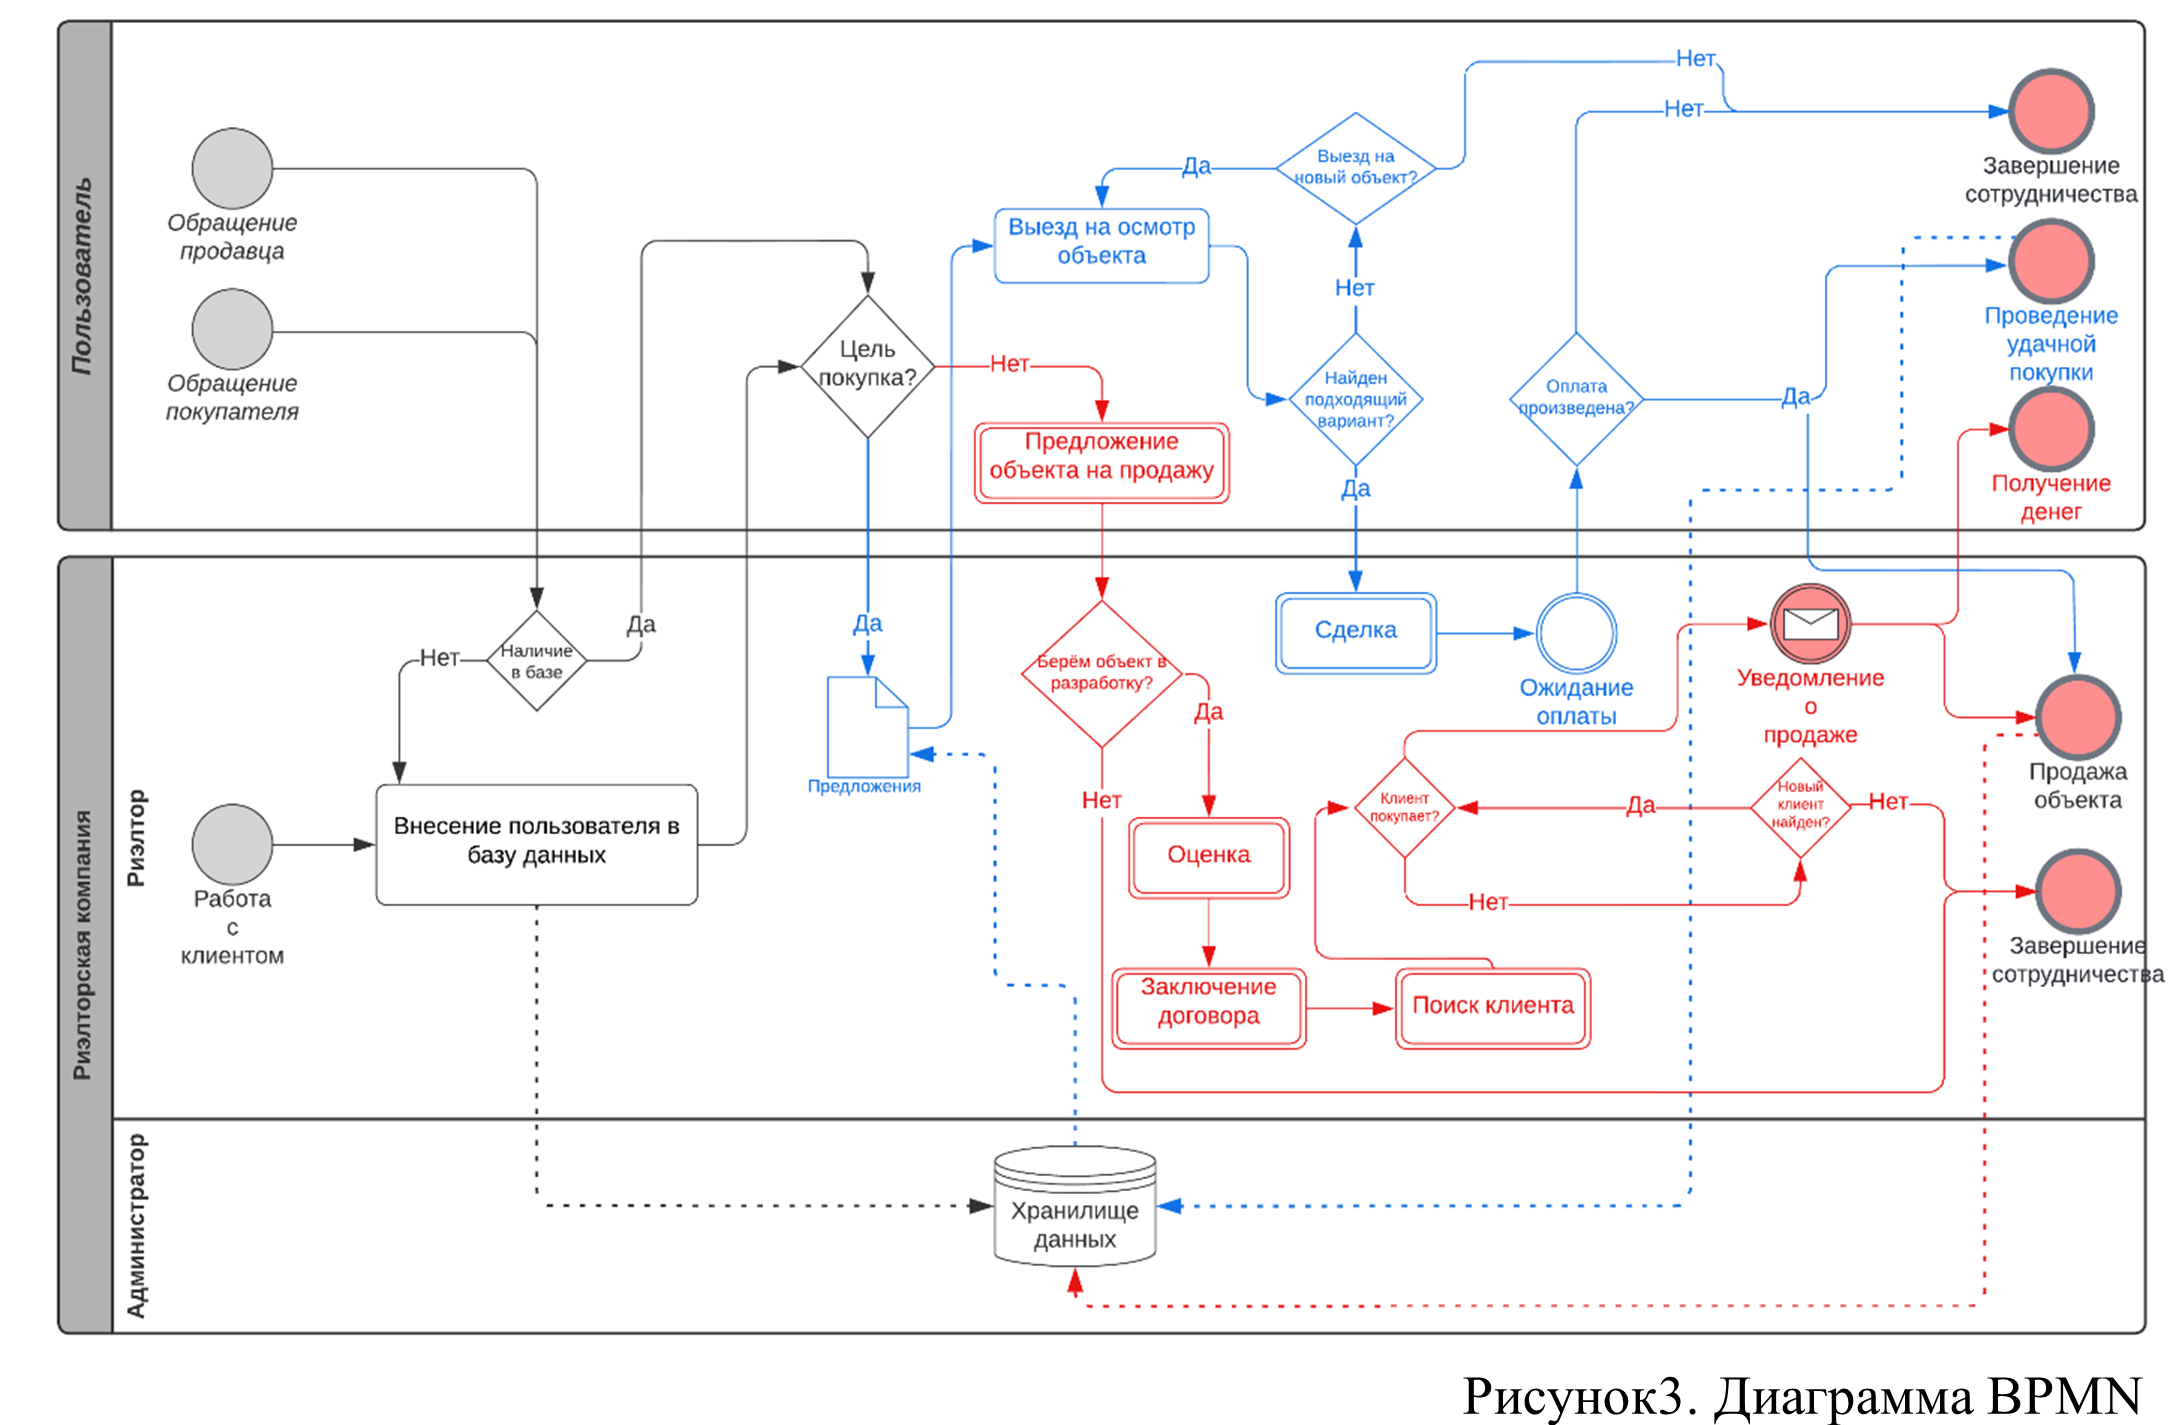 Пользователь
Обращение
продавца
Обращение
покупателя
Цель
покупка?
Нет
Предложение
объекта на продажу
Выезд на осмотр
объекта
Да
Выезд на
новый объект?
Нет
Нет
Найден
подходящий
вариант?
Да
Нет
Оплата
произведена?
Да
Завершение
сотрудничества
Проведение
удачной
покупки
Получение
денег
Риэлторская компания
Риэлтор
Наличие
в базе
Нет
Да
Работа
с
клиентом
Внесение пользователя в
базу данных
Да
Предложения
Берём объект в
разработку?
Да
Нет
Оценка
Заключение
договора
Поиск клиента
Сделка
Ожидание
оплаты
Клиент
покупает?
Нет
Да
Новый
клиент
найден?
Нет
Уведомление
о
продаже
Продажа
объекта
Завершение
сотрудничества
Администратор
Хранилище
данных
Рисунок3. Диаграмма BPMN